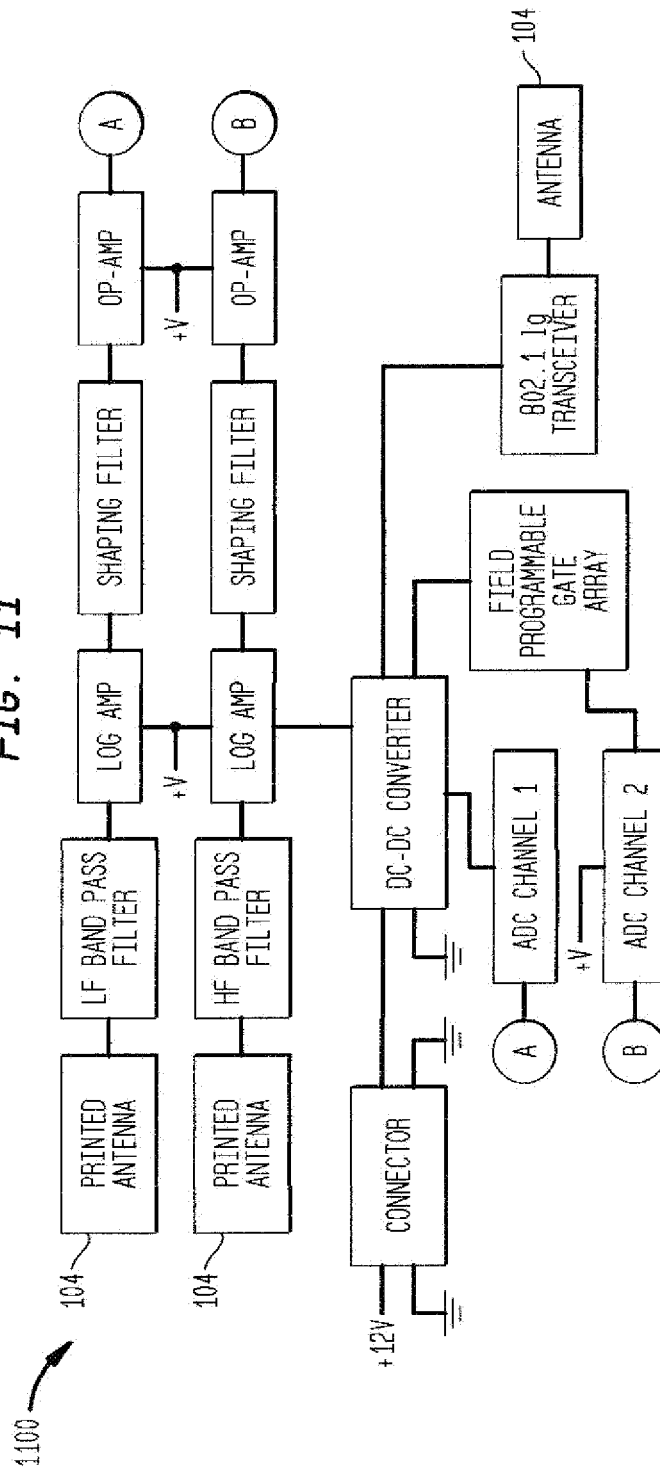 FIG. 11
1100
104
PRINTED
ANTENNA
LF BAND PASS
FILTER
LOG AMP
SHAPING FILTER
OP-AMP
A
+V
+V
104
PRINTED
ANTENNA
HF BAND PASS
FILTER
LOG AMP
SHAPING FILTER
OP-AMP
B
+12V
CONNECTOR
DC-DC CONVERTER
802.1 1g
TRANSCEIVER
ANTENNA
104
FIELD
PROGRAMMABLE
GATE
ARRAY
A
ADC CHANNEL 1
+V
B
ADC CHANNEL 2